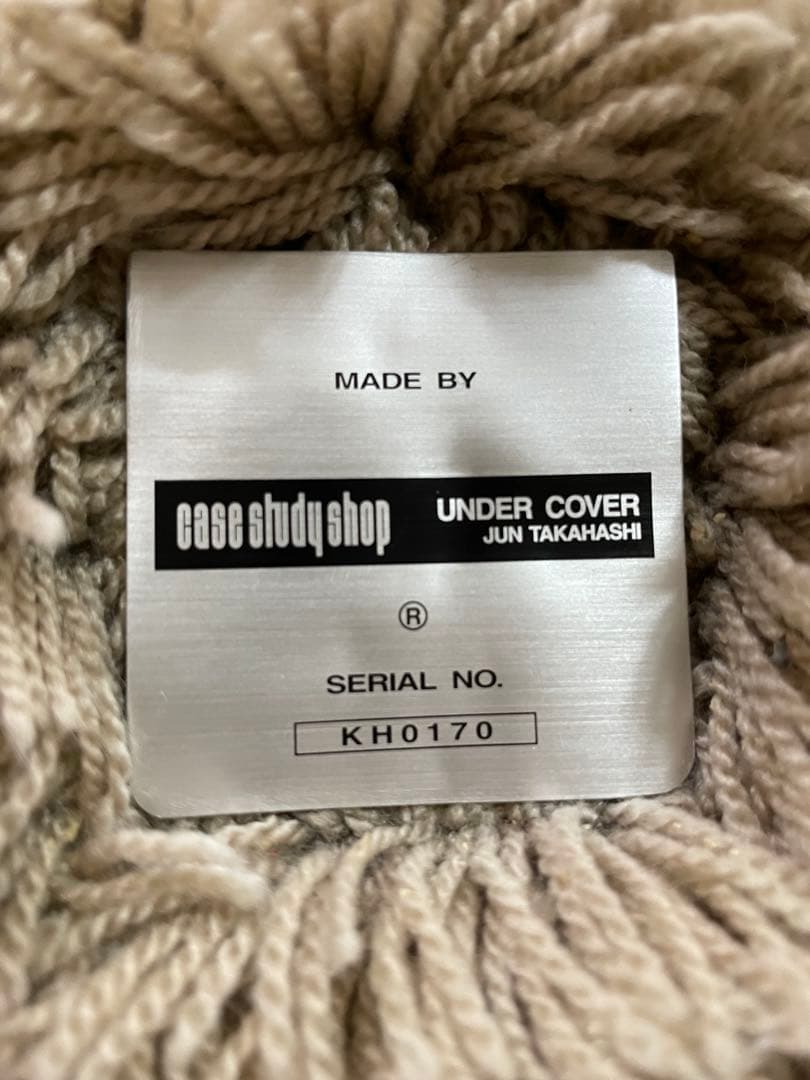 MADE BY
case study shop UNDER COVER
JUN TAKAHASHI
®
SERIAL NO.
KH0170